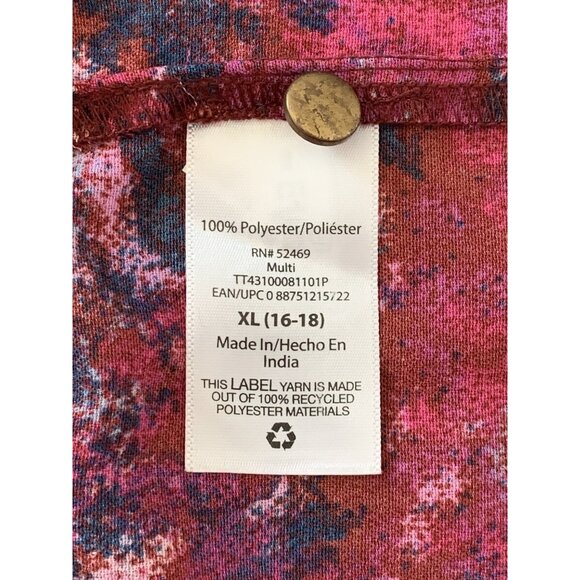 100% Polyester/Poliéster
RN# 52469
Multi
TT43100081101P
EAN/UPC 0 88751215722
XL (16-18)
Made In/Hecho En
India
THIS LABEL YARN IS MADE
OUT OF 100% RECYCLED
POLYESTER MATERIALS